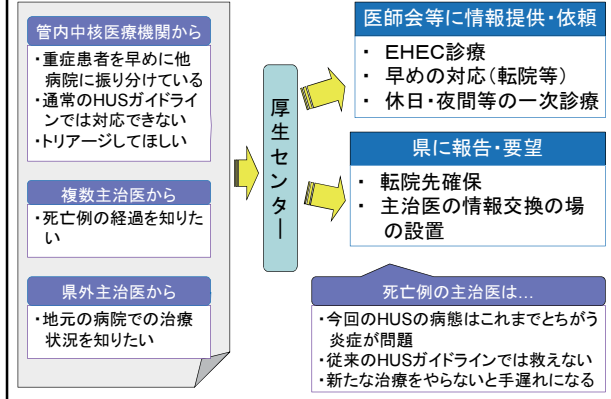 管内中核医療機関から
・重症患者を早めに他
病院に振り分けている
・通常のHUSガイドライ
ンでは対応できない
・トリアージしてほしい
複数主治医から
・死亡例の経過を知りた
い
県外主治医から
・地元の病院での治療
状況を知りたい
厚生センター
医師会等に情報提供・依頼
・ EHEC診療
・ 早めの対応(転院等)
・ 休日・夜間等の一次診療
県に報告・要望
・ 転院先確保
・ 主治医の情報交換の場
の設置
死亡例の主治医は…
・今回のHUSの病態はこれまでとちがう
炎症が問題
・従来のHUSガイドラインでは救えない
・新たな治療をやらないと手遅れになる